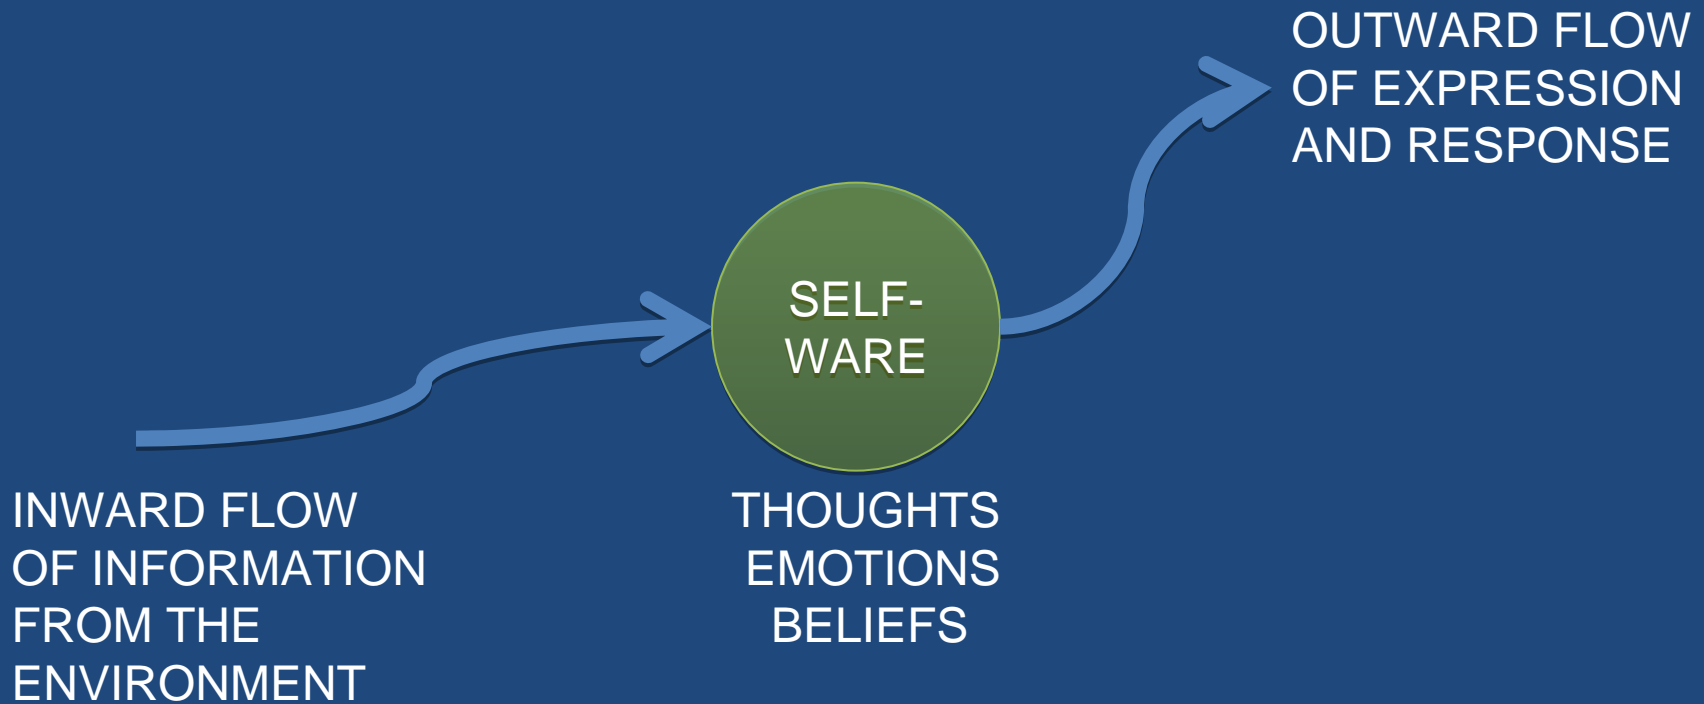 OUTWARD FLOW
OF EXPRESSION
AND RESPONSE
SELF-
WARE
INWARD FLOW
OF INFORMATION
FROM THE
ENVIRONMENT
THOUGHTS
EMOTIONS
BELIEFS